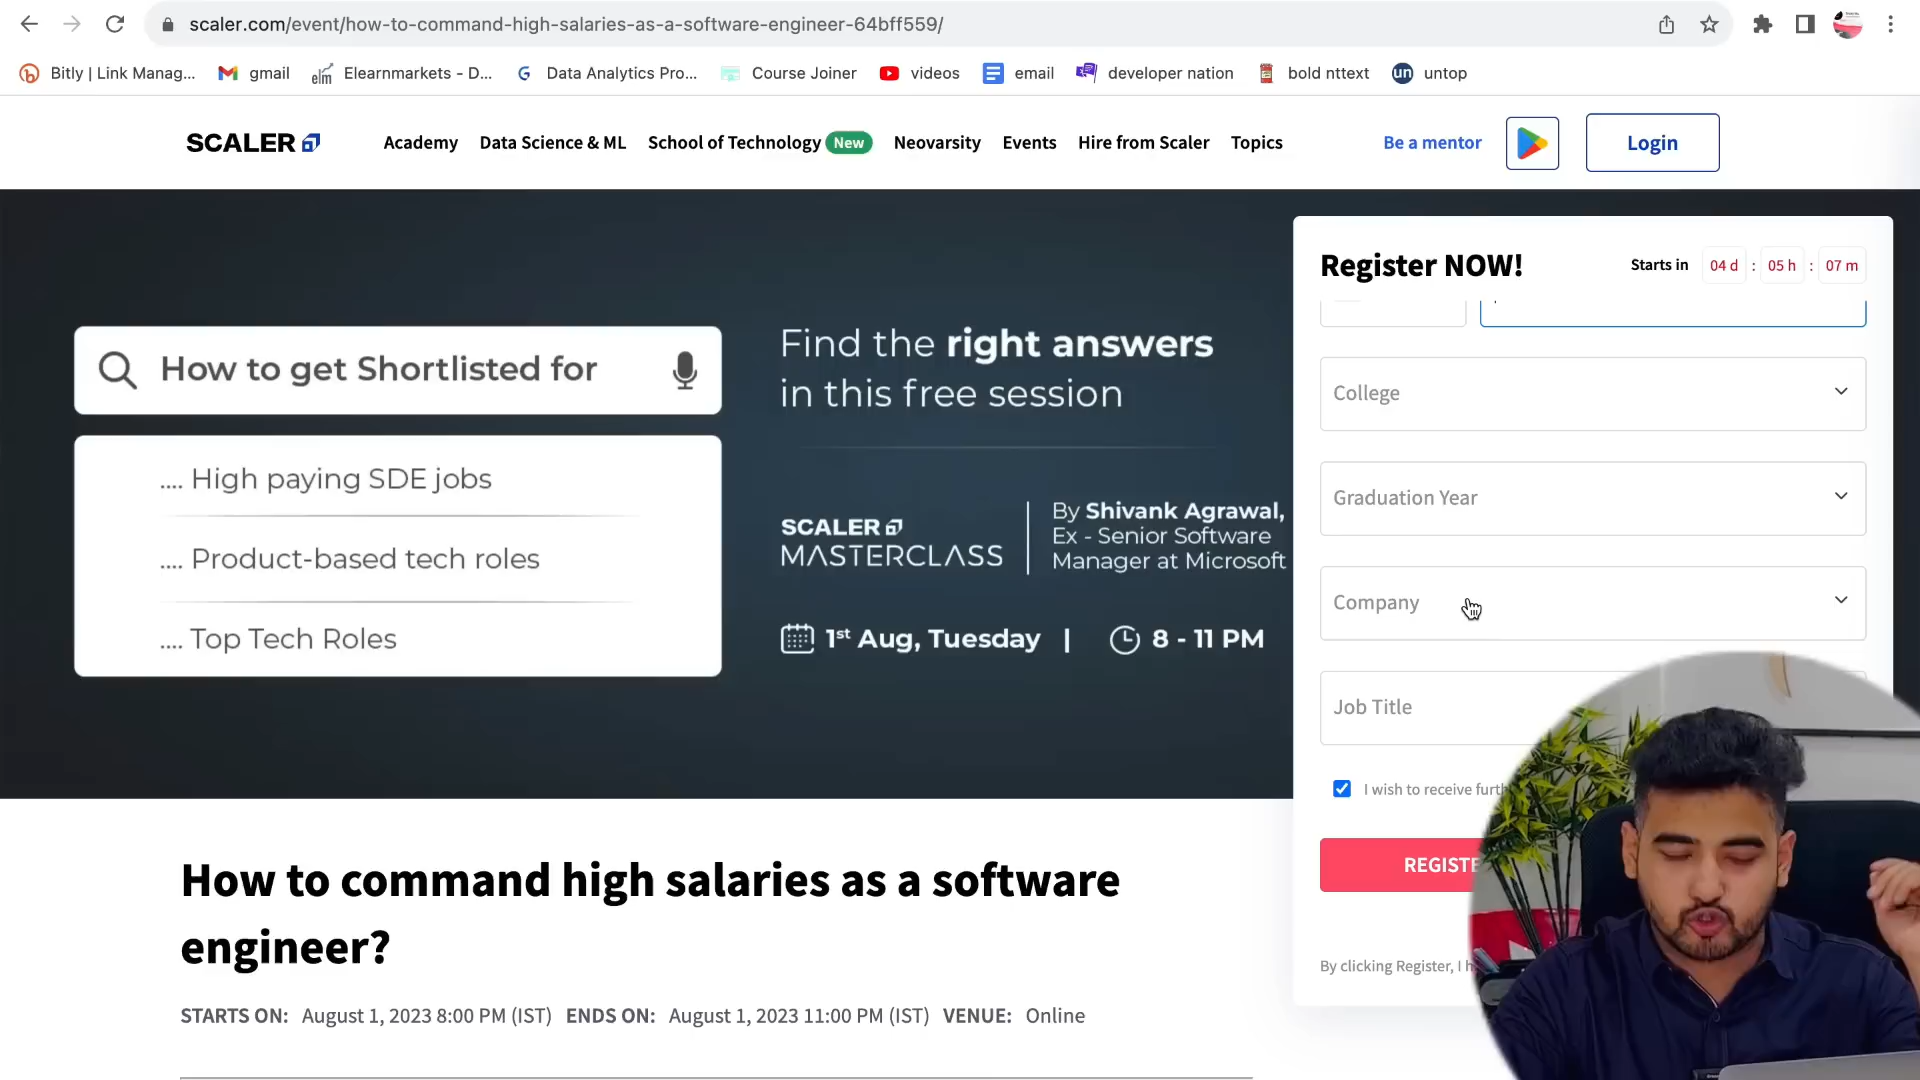 scaler.com/event/how-to-command-high-salaries-as-a-software-engineer-64bff559/
Bitly | Link Manag...
gmail
Elearnmarkets - D...
Data Analytics Pro...
Course Joiner
videos
email
developer nation
bold nttext
untop
SCALER
Academy
Data Science & ML
School of Technology New
Neovarsity
Events
Hire from Scaler
Topics
Be a mentor
Login
How to get Shortlisted for
.... High paying SDE jobs
.... Product-based tech roles
.... Top Tech Roles
Find the right answers
in this free session
SCALER
MASTERCLASS
By Shivank Agrawal,
Ex - Senior Software
Manager at Microsoft
1st Aug, Tuesday | 8 - 11 PM
Register NOW!
Starts in 04 d : 05 h : 07 m
College
Graduation Year
Company
Job Title
I wish to receive
By clicking Register, I
How to command high salaries as a software
engineer?
STARTS ON: August 1, 2023 8:00 PM (IST) ENDS ON: August 1, 2023 11:00 PM (IST) VENUE: Online